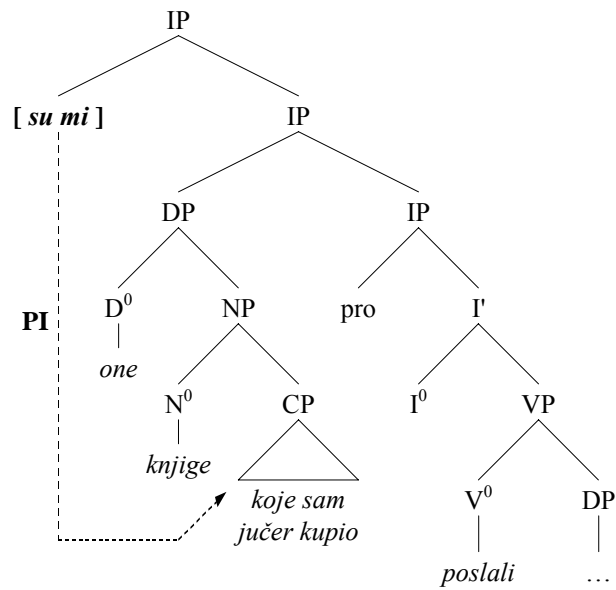 IP
[ su mi ] IP
DP IP
PI D⁰ NP pro I'
one
N⁰ CP I⁰ VP
knjige
koje sam
jučer kupio
V⁰ DP
poslali …